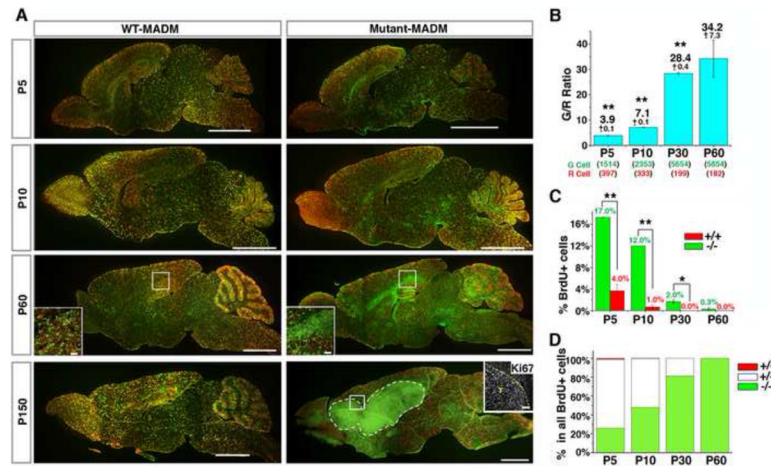 A
WT-MADM
Mutant-MADM
P5
P10
P60
P150
Ki67
B
G/R Ratio
40
30
20
10
0
**
3.9
†0.1
**
7.1
†0.1
**
28.4
†0.4
34.2
†7.3
P5 P10 P30 P60
G Cell (1514) (2353) (5654) (5654)
R Cell (397) (333) (199) (182)
C
% BrdU+ cells
16%
12%
8%
4%
0%
**
17.0%
4.0%
**
12.0%
1.0%
*
2.0%
0.0%
0.3%
0.0%
+/+
-/-
P5 P10 P30 P60
D
% in all BrdU+ cells
100%
80%
60%
40%
20%
0%
-/-
P5 P10 P30 P60